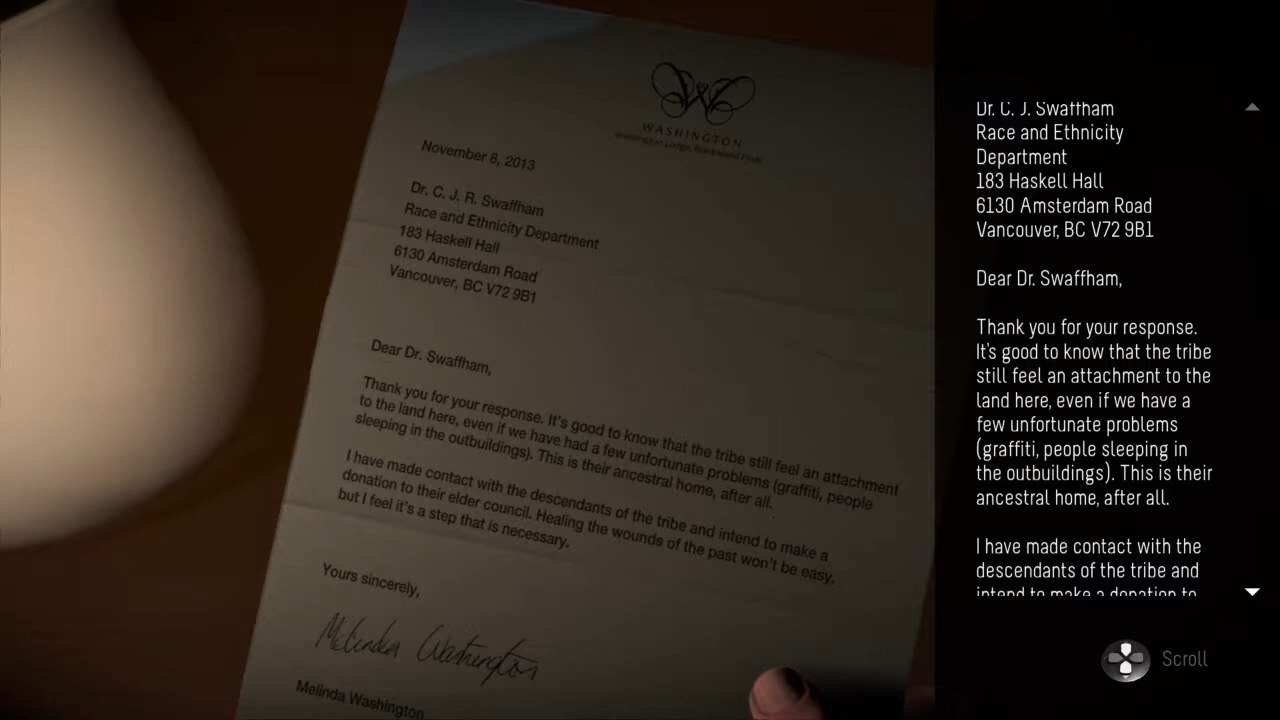 WASHINGTON
Washington Lodge, Blackwood Pines
November 8, 2013
Dr. C. J. R. Swaffham
Race and Ethnicity Department
183 Haskell Hall
6130 Amsterdam Road
Vancouver, BC V72 9B1
Dear Dr. Swaffham,
Thank you for your response. It's good to know that the tribe still feel an attachment
to the land here, even if we have had a few unfortunate problems (graffiti, people
sleeping in the outbuildings). This is their ancestral home, after all.
I have made contact with the descendants of the tribe and intend to make a
donation to their elder council. Healing the wounds of the past won't be easy,
but I feel it's a step that is necessary.
Yours sincerely,
Melinda Washington
Melinda Washington
Dr. C. J. Swaffham
Race and Ethnicity
Department
183 Haskell Hall
6130 Amsterdam Road
Vancouver, BC V72 9B1
Dear Dr. Swaffham,
Thank you for your response.
It's good to know that the tribe
still feel an attachment to the
land here, even if we have a
few unfortunate problems
(graffiti, people sleeping in
the outbuildings). This is their
ancestral home, after all.
I have made contact with the
descendants of the tribe and
intend to make a donation to
Scroll